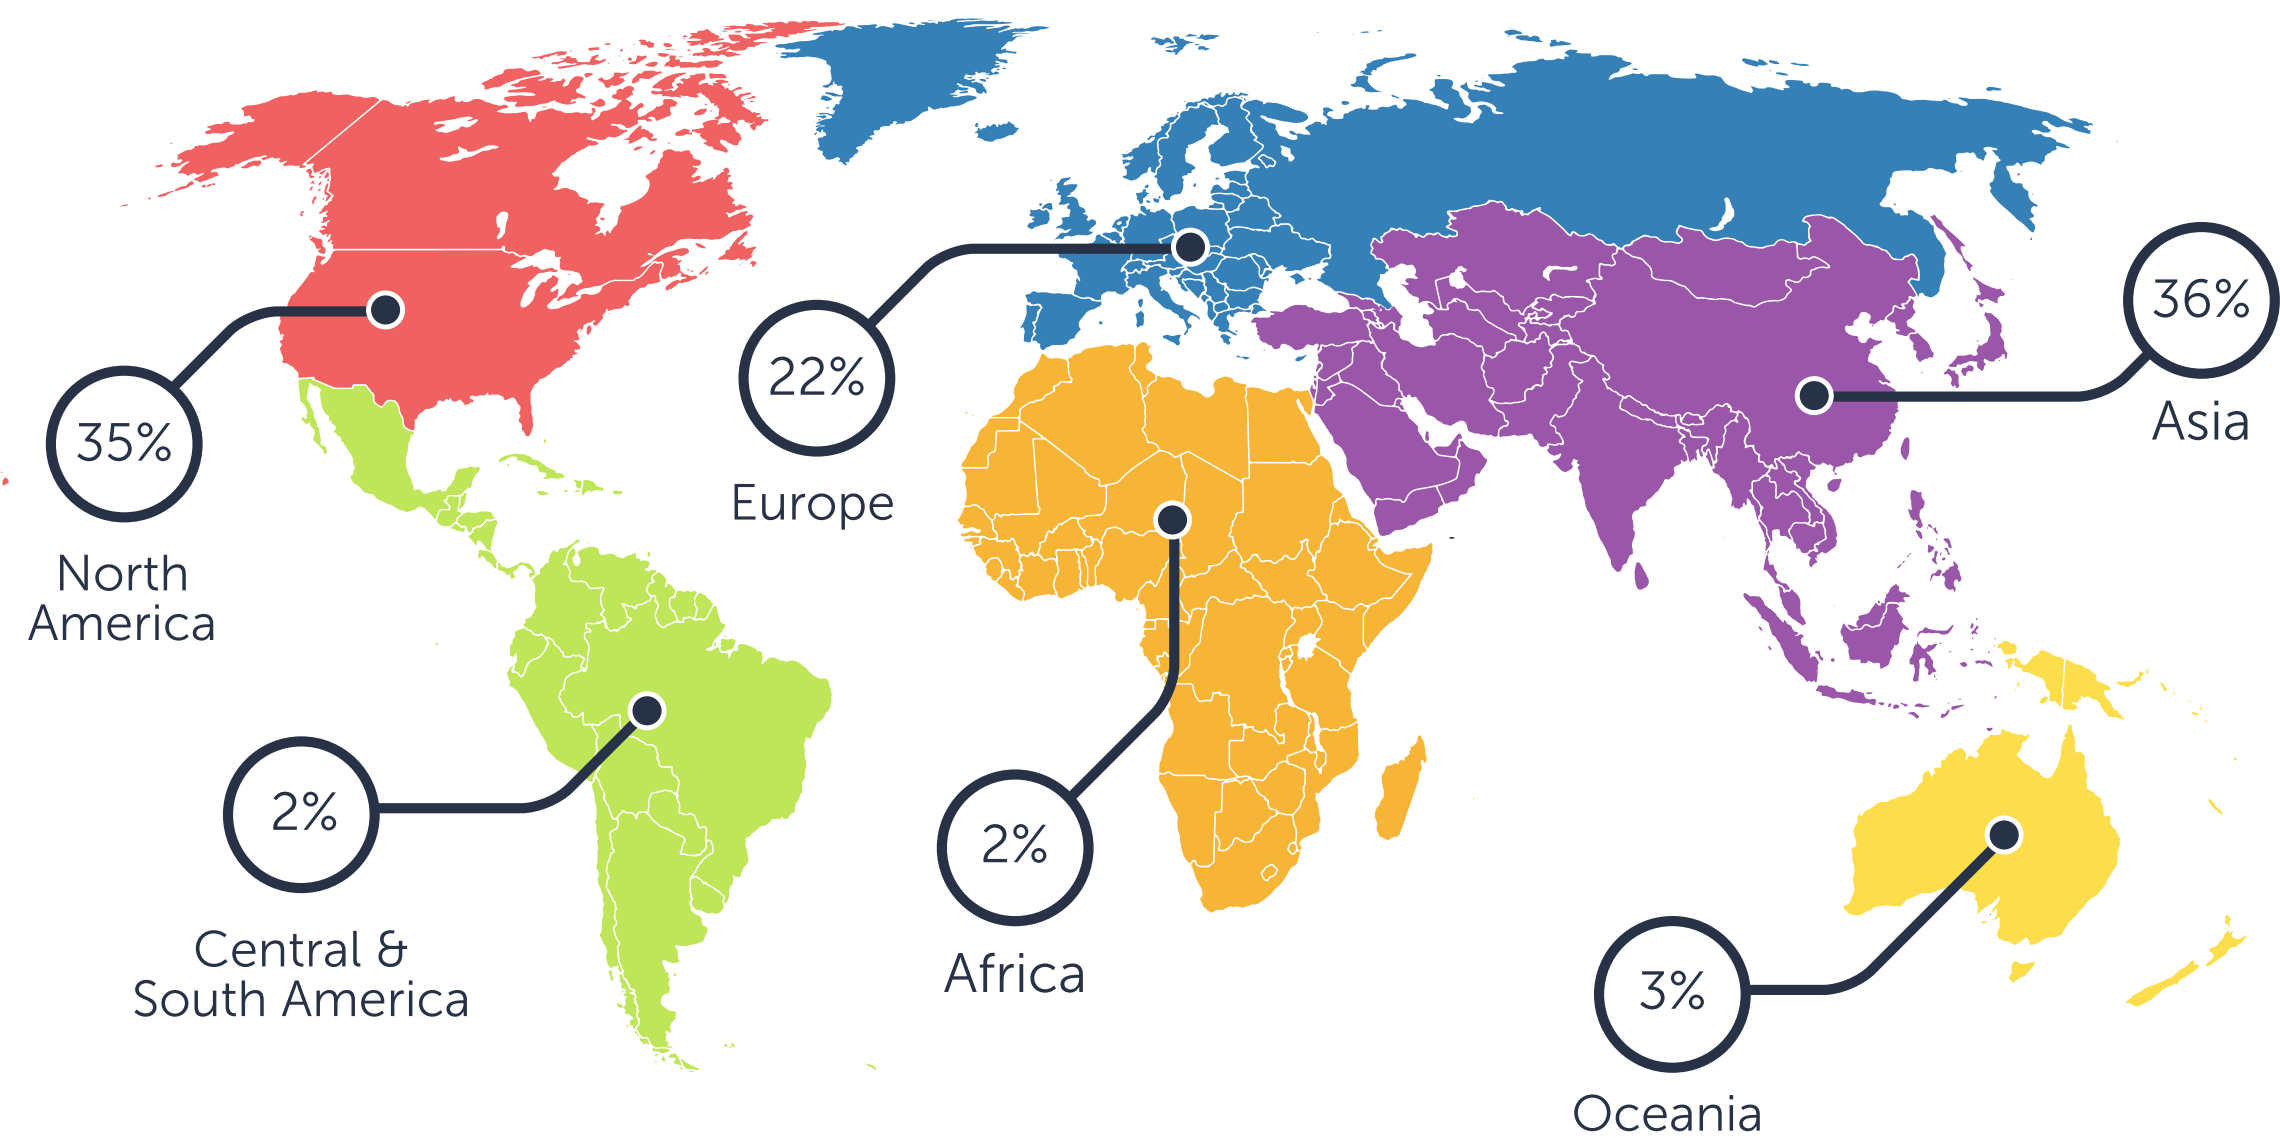 35%
North
America
22%
Europe
36%
Asia
2%
Central &
South America
2%
Africa
3%
Oceania